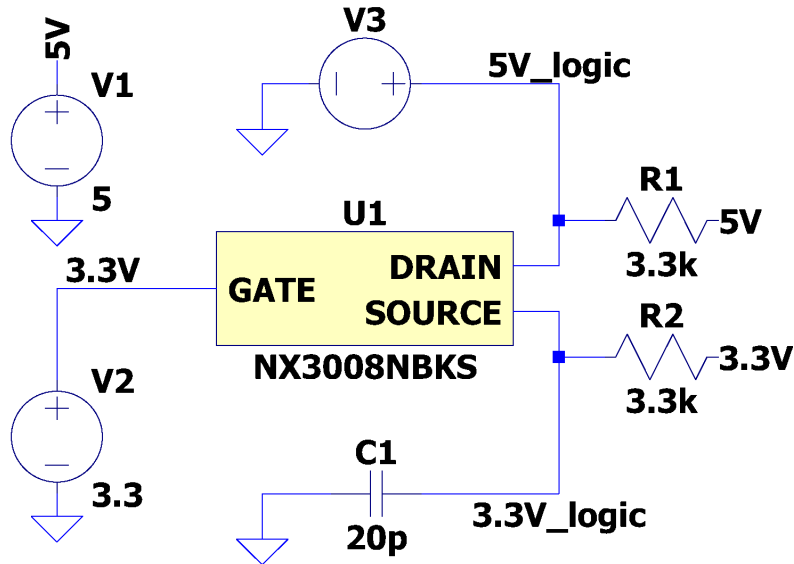 5V
V1
5
V3
5V_logic
R1
5V
3.3k
U1
3.3V
GATE
DRAIN
SOURCE
NX3008NBKS
R2
3.3V
3.3k
V2
3.3
C1
20p
3.3V_logic